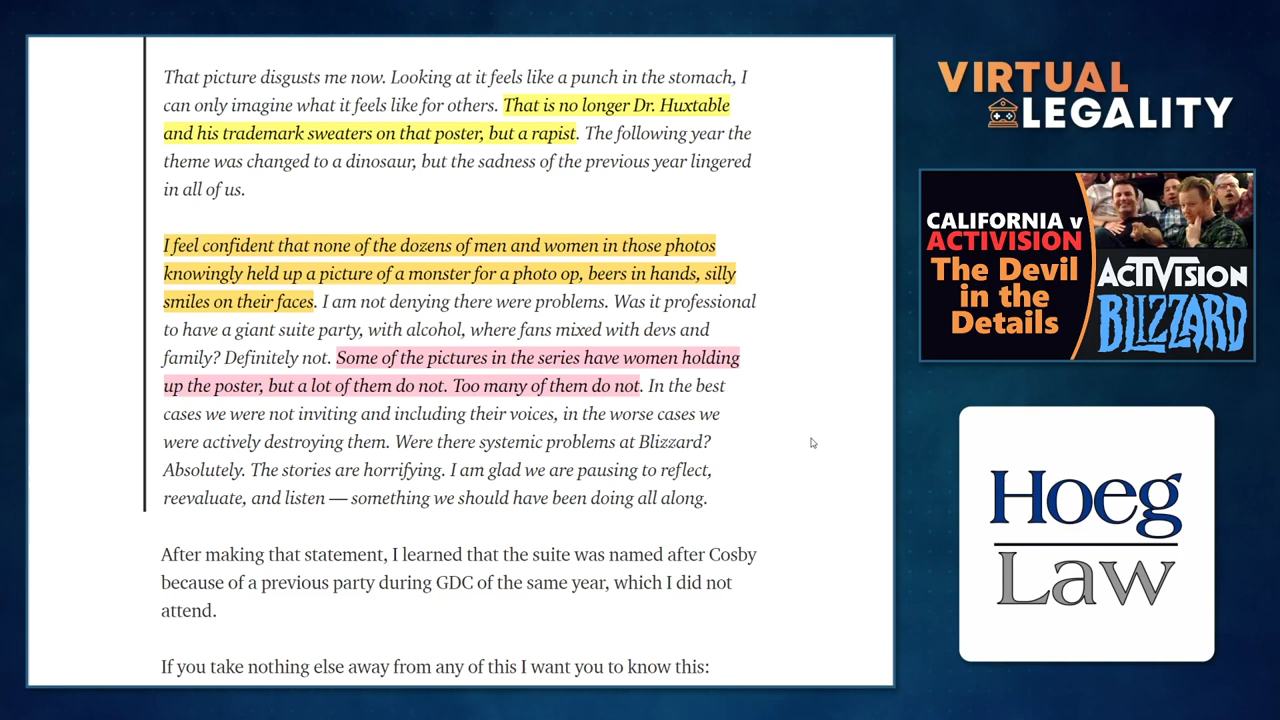 That picture disgusts me now. Looking at it feels like a punch in the stomach, I
can only imagine what it feels like for others. That is no longer Dr. Huxtable
and his trademark sweaters on that poster, but a rapist. The following year the
theme was changed to a dinosaur, but the sadness of the previous year lingered
in all of us.
I feel confident that none of the dozens of men and women in those photos
knowingly held up a picture of a monster for a photo op, beers in hands, silly
smiles on their faces. I am not denying there were problems. Was it professional
to have a giant suite party, with alcohol, where fans mixed with devs and
family? Definitely not. Some of the pictures in the series have women holding
up the poster, but a lot of them do not. Too many of them do not. In the best
cases we were not inviting and including their voices, in the worse cases we
were actively destroying them. Were there systemic problems at Blizzard?
Absolutely. The stories are horrifying. I am glad we are pausing to reflect,
reevaluate, and listen — something we should have been doing all along.
After making that statement, I learned that the suite was named after Cosby
because of a previous party during GDC of the same year, which I did not
attend.
If you take nothing else away from any of this I want you to know this:
VIRTUAL
LEGALITY
CALIFORNIA v
ACTIVISION
The Devil
in the
Details
ACTIVISION
BLIZZARD
Hoeg
Law